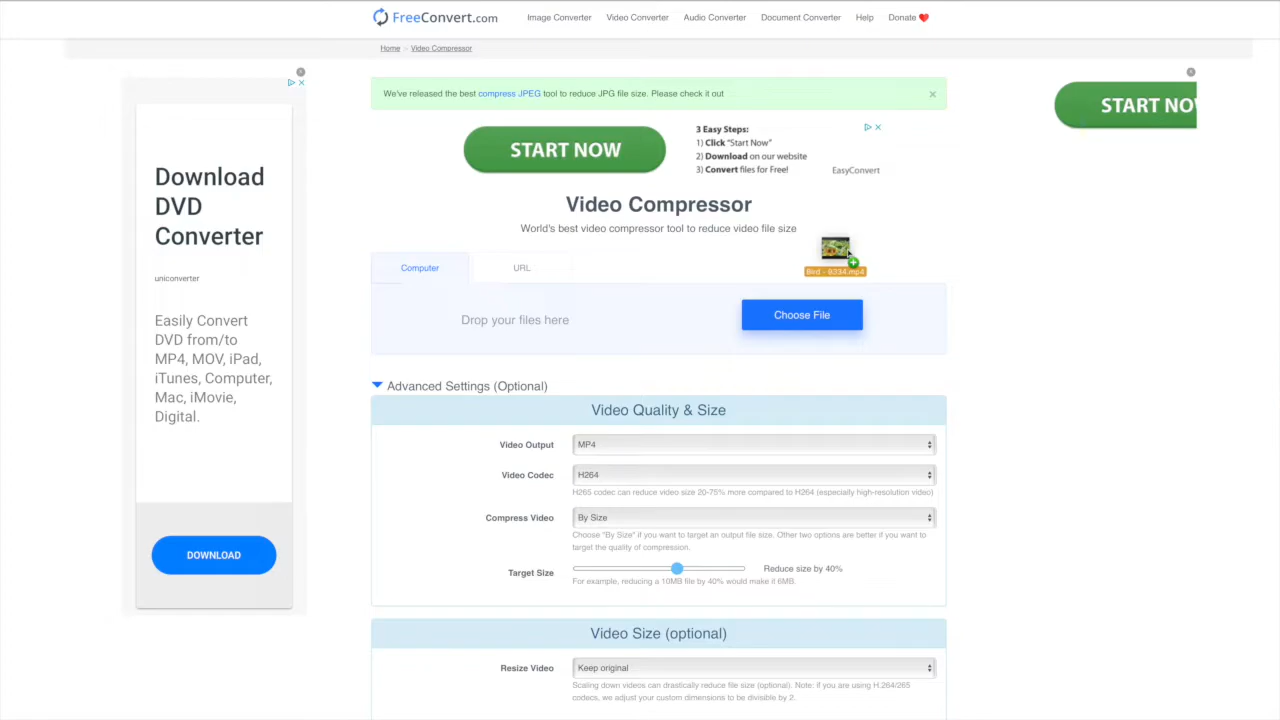 FreeConvert.com
Image Converter
Video Converter
Audio Converter
Document Converter
Help
Donate
Home > Video Compressor
We've released the best compress JPEG tool to reduce JPG file size. Please check it out
START NOW
3 Easy Steps:
1) Click "Start Now"
2) Download on our website
3) Convert files for Free!
EasyConvert
START NOW
Download
DVD
Converter
uniconverter
Easily Convert
DVD from/to
MP4, MOV, iPad,
iTunes, Computer,
Mac, iMovie,
Digital.
DOWNLOAD
Video Compressor
World's best video compressor tool to reduce video file size
Bird - 9334.mp4
Computer
URL
Drop your files here
Choose File
Advanced Settings (Optional)
Video Quality & Size
Video Output
MP4
Video Codec
H264
H265 codec can reduce video size 20-75% more compared to H264 (especially high-resolution video)
Compress Video
By Size
Choose "By Size" if you want to target an output file size. Other two options are better if you want to
target the quality of compression.
Target Size
Reduce size by 40%
For example, reducing a 10MB file by 40% would make it 6MB.
Video Size (optional)
Resize Video
Keep original
Scaling down videos can drastically reduce file size (optional). Note: if you are using H.264/265
codecs, we adjust your custom dimensions to be divisible by 2.